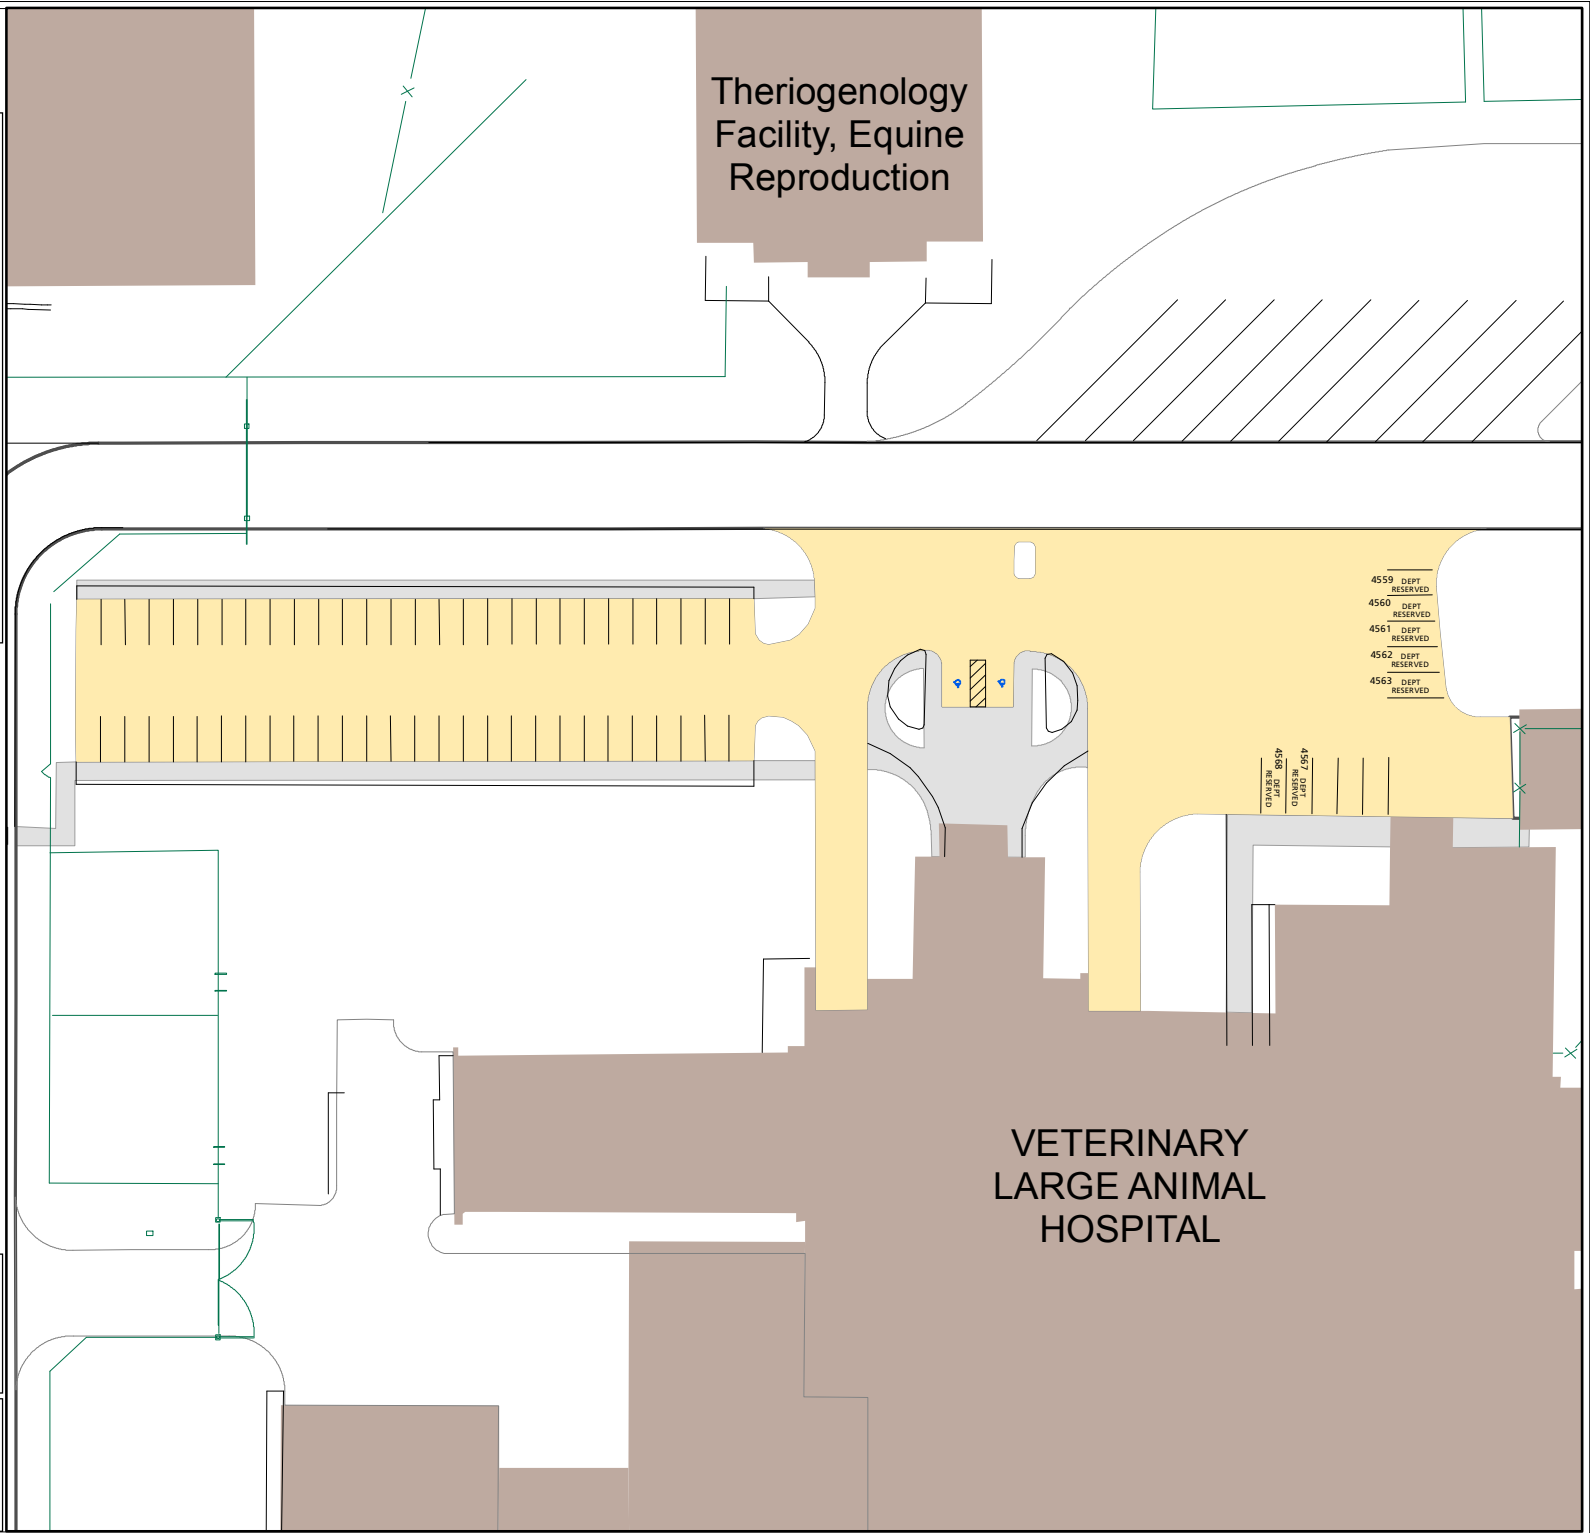 Theriogenology
Facility, Equine
Reproduction
4559 DEPT
RESERVED
4560 DEPT
RESERVED
4561 DEPT
RESERVED
4562 DEPT
RESERVED
4563 DEPT
RESERVED
4568 DEPT
RESERVED
4567 DEPT
RESERVED
VETERINARY
LARGE ANIMAL
HOSPITAL